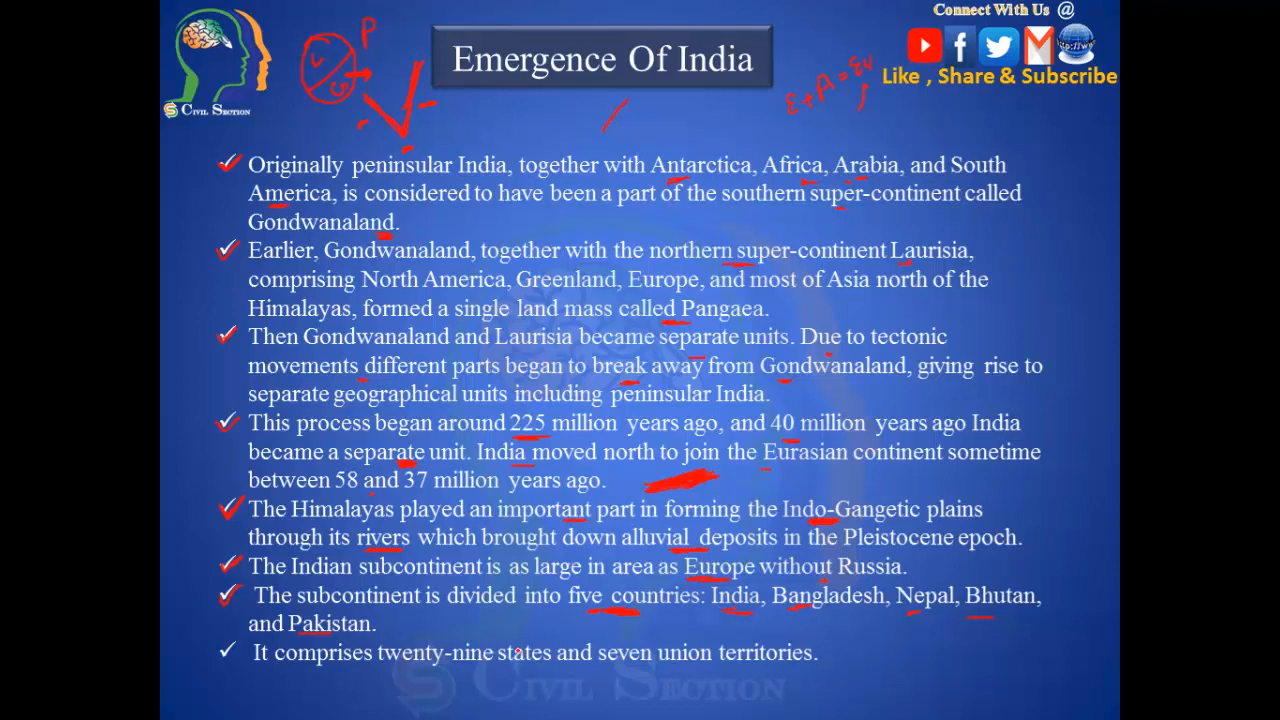 Connect With Us @
P
L
G
Emergence Of India
E+A=EU
http://w
Like , Share & Subscribe
S CIVIL SECTION
Originally peninsular India, together with Antarctica, Africa, Arabia, and South
America, is considered to have been a part of the southern super-continent called
Gondwanaland.
Earlier, Gondwanaland, together with the northern super-continent Laurisia,
comprising North America, Greenland, Europe, and most of Asia north of the
Himalayas, formed a single land mass called Pangaea.
Then Gondwanaland and Laurisia became separate units. Due to tectonic
movements different parts began to break away from Gondwanaland, giving rise to
separate geographical units including peninsular India.
This process began around 225 million years ago, and 40 million years ago India
became a separate unit. India moved north to join the Eurasian continent sometime
between 58 and 37 million years ago.
The Himalayas played an important part in forming the Indo-Gangetic plains
through its rivers which brought down alluvial deposits in the Pleistocene epoch.
The Indian subcontinent is as large in area as Europe without Russia.
The subcontinent is divided into five countries: India, Bangladesh, Nepal, Bhutan,
and Pakistan.
It comprises twenty-nine states and seven union territories.
S CIVIL SECTION